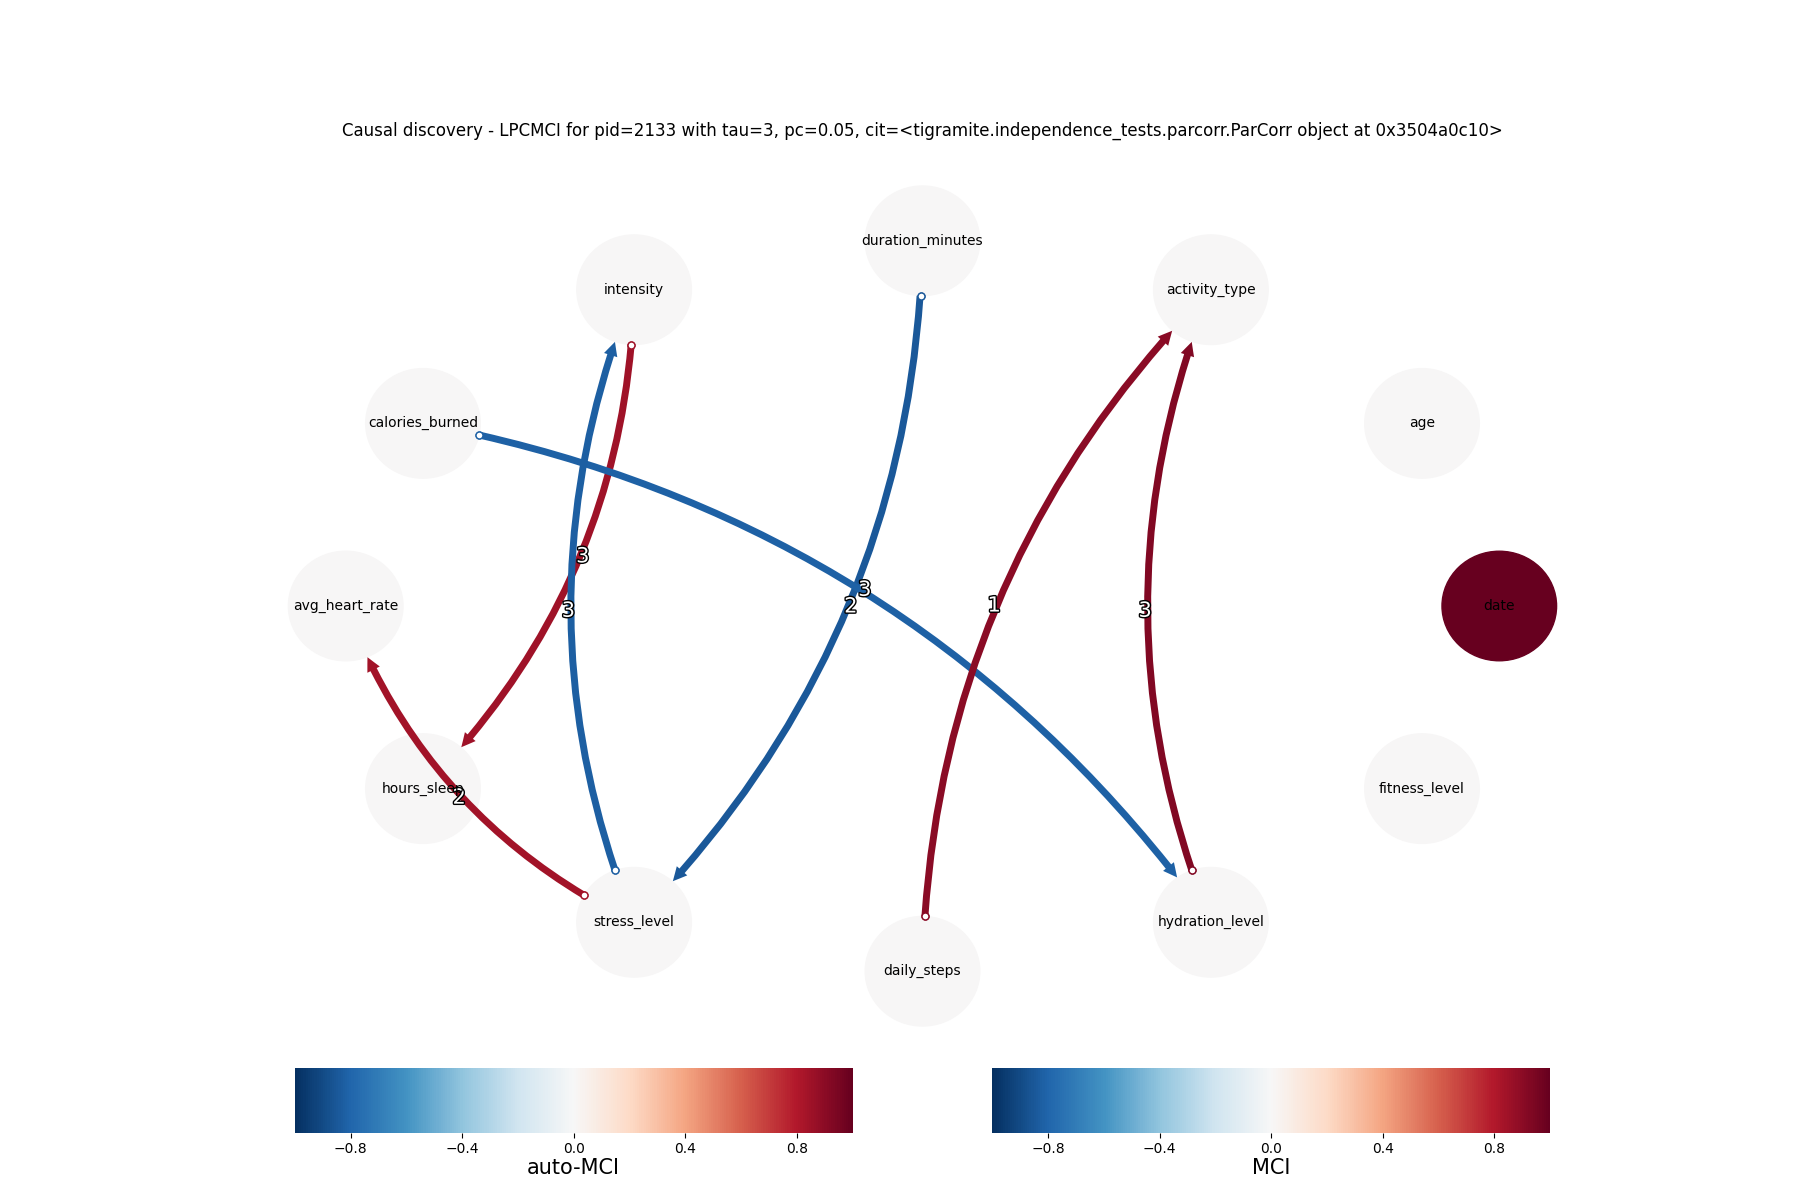 Causal discovery - LPCMCI for pid=2133 with tau=3, pc=0.05, cit=<tigramite.independence_tests.parcorr.ParCorr object at 0x3504a0c10>
duration_minutes
intensity
activity_type
calories_burned
age
3
3
2
1
3
3
avg_heart_rate
date
hours_sleep
2
fitness_level
stress_level
hydration_level
daily_steps
−0.8 −0.4 0.0 0.4 0.8
auto-MCI
−0.8 −0.4 0.0 0.4 0.8
MCI